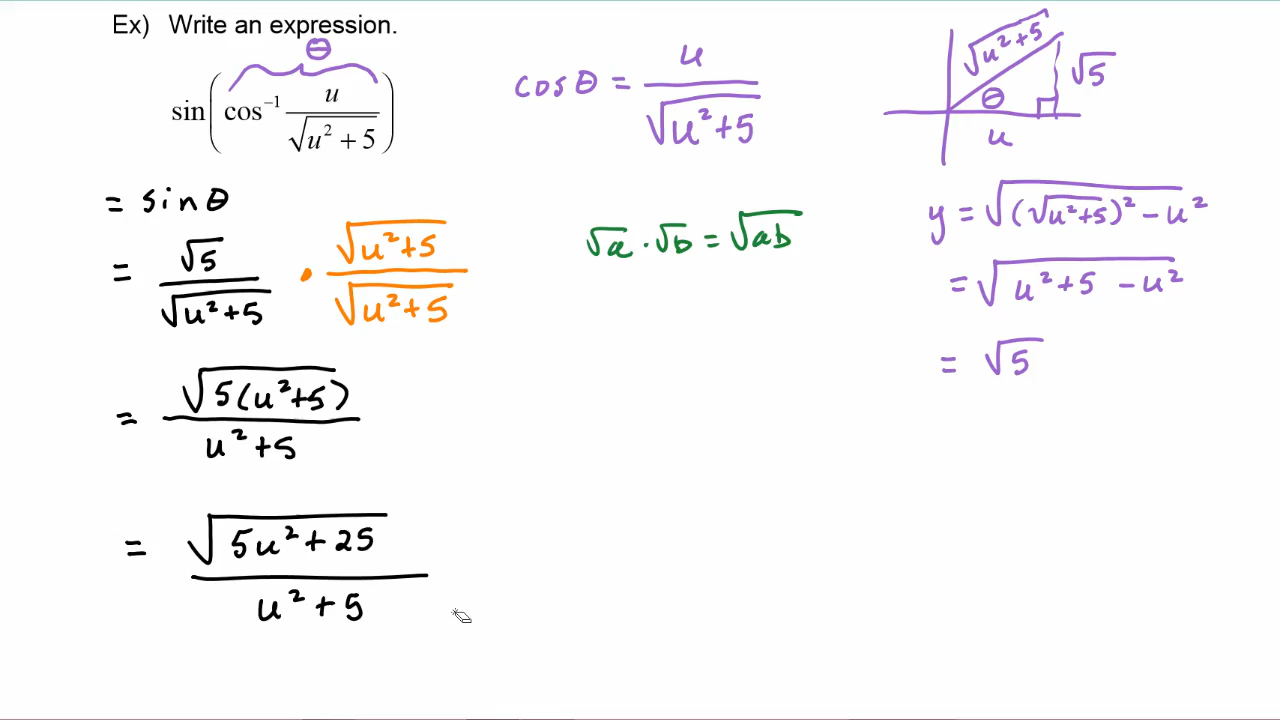 Ex) Write an expression.
θ
sin(cos⁻¹ u/√(u² + 5))
cosθ = u/√(u²+5)
√(u²+5)
√5
θ
u
= sinθ
= √5/√(u²+5) · √(u²+5)/√(u²+5)
= √(5(u²+5))/(u²+5)
= √(5u²+25)/(u²+5)
√a · √b = √ab
y = √((√(u²+5))² − u²)
= √(u²+5 − u²)
= √5